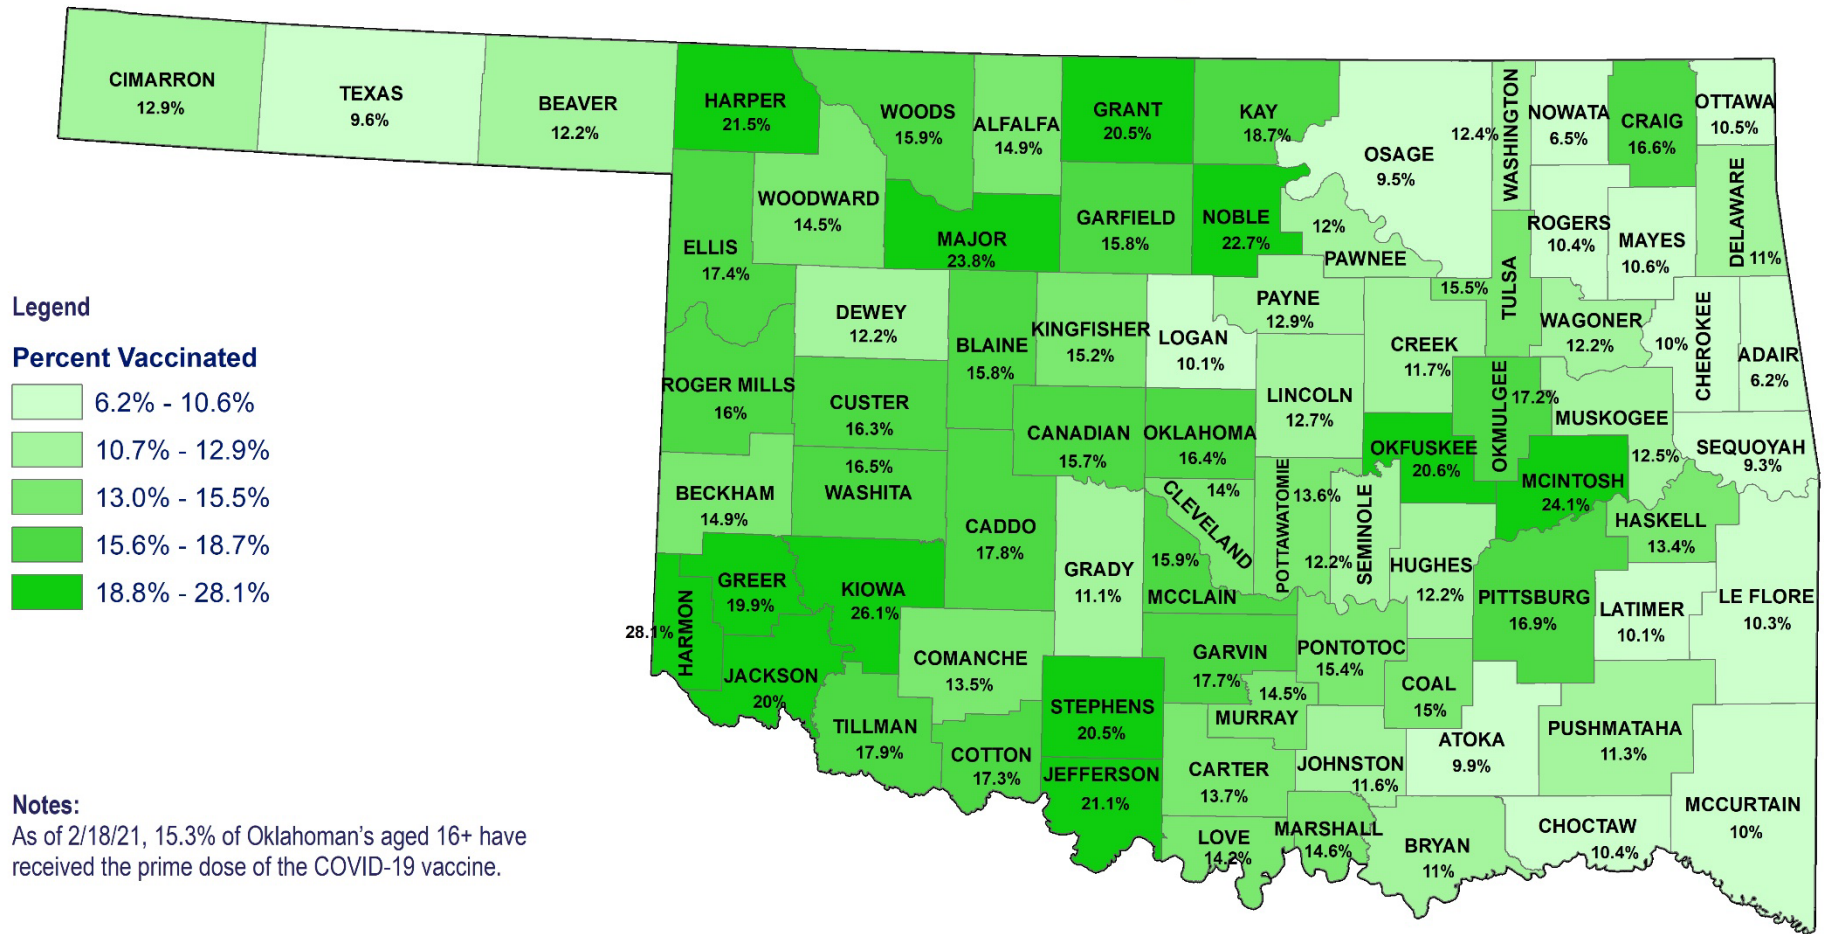 CIMARRON
12.9%
TEXAS
9.6%
BEAVER
12.2%
HARPER
21.5%
WOODS
15.9%
ALFALFA
14.9%
GRANT
20.5%
KAY
18.7%
OSAGE
9.5%
12.4%
WASHINGTON
NOWATA
6.5%
CRAIG
16.6%
OTTAWA
10.5%
ELLIS
17.4%
WOODWARD
14.5%
MAJOR
23.8%
GARFIELD
15.8%
NOBLE
22.7%
12%
PAWNEE
ROGERS
10.4%
MAYES
10.6%
DELAWARE
11%
DEWEY
12.2%
BLAINE
15.8%
KINGFISHER
15.2%
LOGAN
10.1%
PAYNE
12.9%
15.5%
TULSA
CREEK
11.7%
WAGONER
12.2%
10%
CHEROKEE
ADAIR
6.2%
ROGER MILLS
16%
CUSTER
16.3%
CANADIAN
15.7%
OKLAHOMA
16.4%
LINCOLN
12.7%
OKFUSKEE
20.6%
OKMULGEE
17.2%
MUSKOGEE
12.5%
SEQUOYAH
9.3%
BECKHAM
14.9%
16.5%
WASHITA
CADDO
17.8%
GRADY
11.1%
14%
CLEVELAND
15.9%
MCCLAIN
POTTAWATOMIE
13.6%
12.2%
SEMINOLE
HUGHES
12.2%
MCINTOSH
24.1%
HASKELL
13.4%
PITTSBURG
16.9%
LATIMER
10.1%
LE FLORE
10.3%
28.1%
HARMON
GREER
19.9%
KIOWA
26.1%
JACKSON
20%
COMANCHE
13.5%
TILLMAN
17.9%
COTTON
17.3%
STEPHENS
20.5%
JEFFERSON
21.1%
GARVIN
17.7%
14.5%
MURRAY
PONTOTOC
15.4%
COAL
15%
CARTER
13.7%
JOHNSTON
11.6%
ATOKA
9.9%
PUSHMATAHA
11.3%
LOVE
14.2%
MARSHALL
14.6%
BRYAN
11%
CHOCTAW
10.4%
MCCURTAIN
10%
Legend
Percent Vaccinated
6.2% - 10.6%
10.7% - 12.9%
13.0% - 15.5%
15.6% - 18.7%
18.8% - 28.1%
Notes:
As of 2/18/21, 15.3% of Oklahoman's aged 16+ have
received the prime dose of the COVID-19 vaccine.